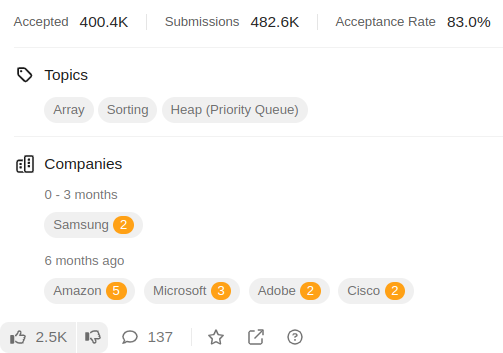 Accepted 400.4K Submissions 482.6K Acceptance Rate 83.0%
Topics
Array Sorting Heap (Priority Queue)
Companies
0 - 3 months
Samsung 2
6 months ago
Amazon 5 Microsoft 3 Adobe 2 Cisco 2
2.5K 137